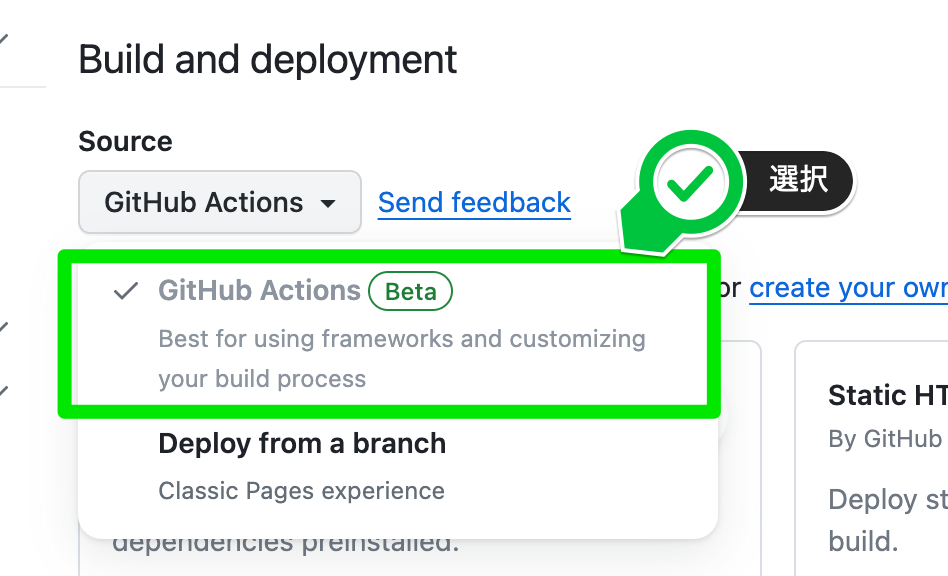 Build and deployment
Source
GitHub Actions
Send feedback
選択
GitHub Actions Beta
or create your own
Best for using frameworks and customizing
your build process
Deploy from a branch
Classic Pages experience
dependencies preinstalled.
Static HT
By GitHub
Deploy st
build.